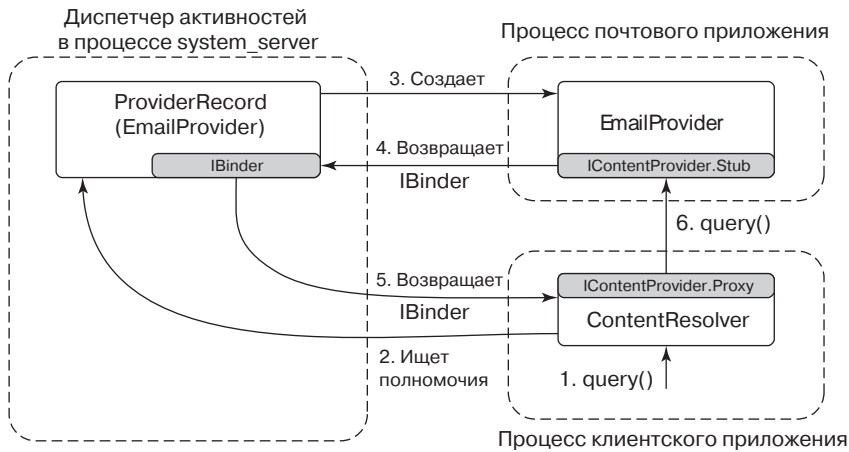 Диспетчер активностей
в процессе system_server
Процесс почтового приложения
3. Создает
ProviderRecord
(EmailProvider)
EmailProvider
4. Возвращает
IBinder
IBinder
IContentProvider.Stub
6. query()
5. Возвращает
IBinder
IContentProvider.Proxy
ContentResolver
2. Ищет
полномочия
1. query()
Процесс клиентского приложения